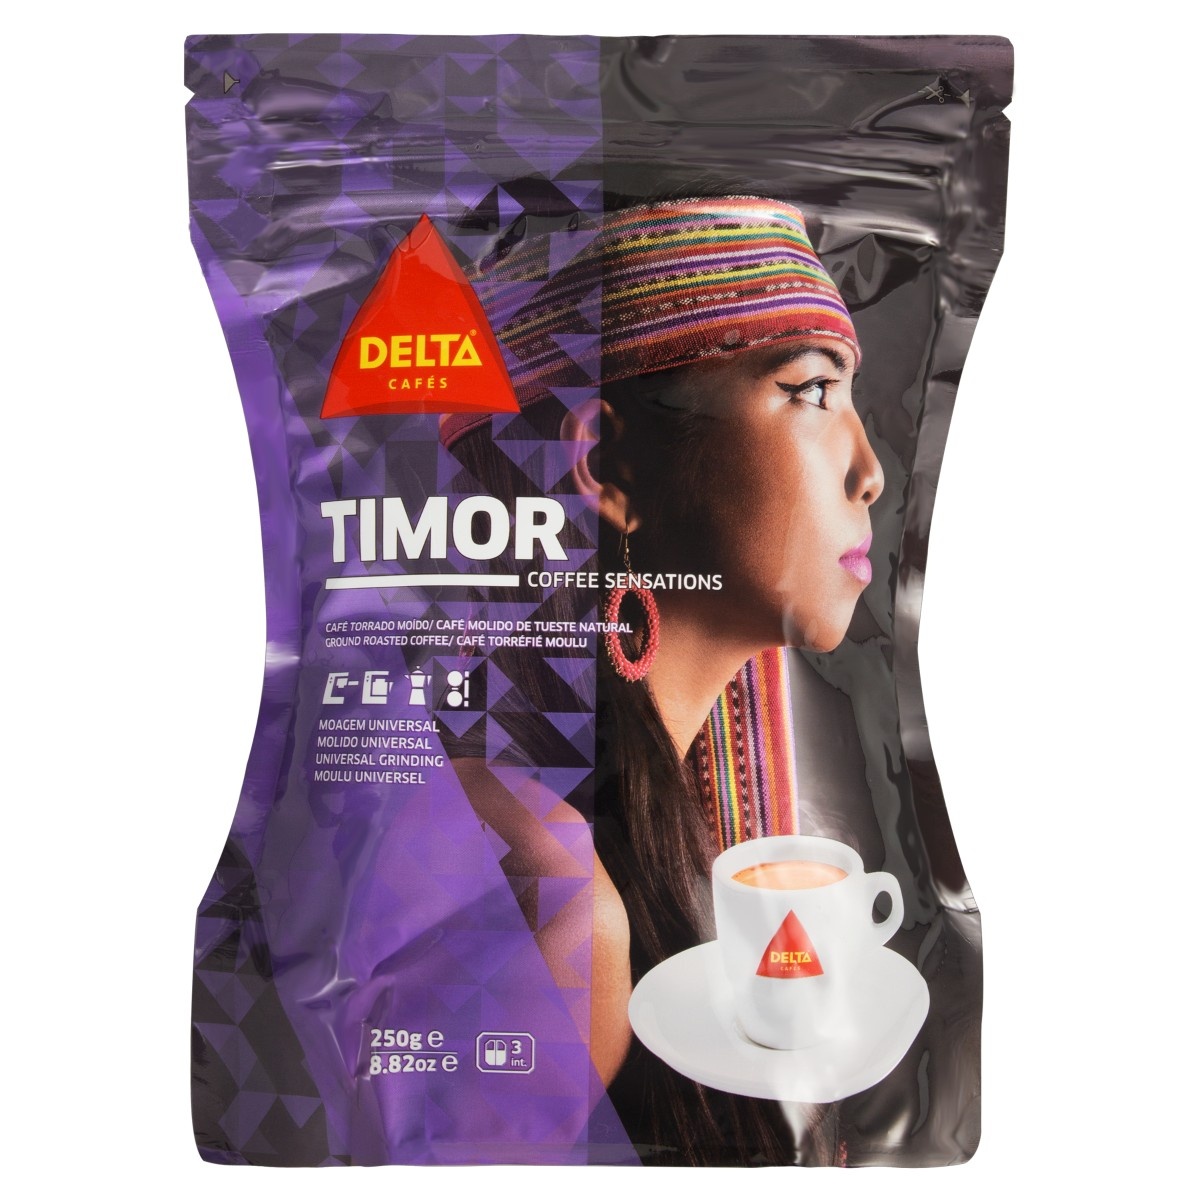 DELTA®
CAFÉS
TIMOR
COFFEE SENSATIONS
CAFÉ TORRADO MOÍDO/ CAFÉ MOLIDO DE TUESTE NATURAL
GROUND ROASTED COFFEE/ CAFÉ TORRÉFIÉ MOULU
MOAGEM UNIVERSAL
MOLIDO UNIVERSAL
UNIVERSAL GRINDING
MOULU UNIVERSEL
DELTA
CAFÉS
250g e
8.82oz e
3
int.